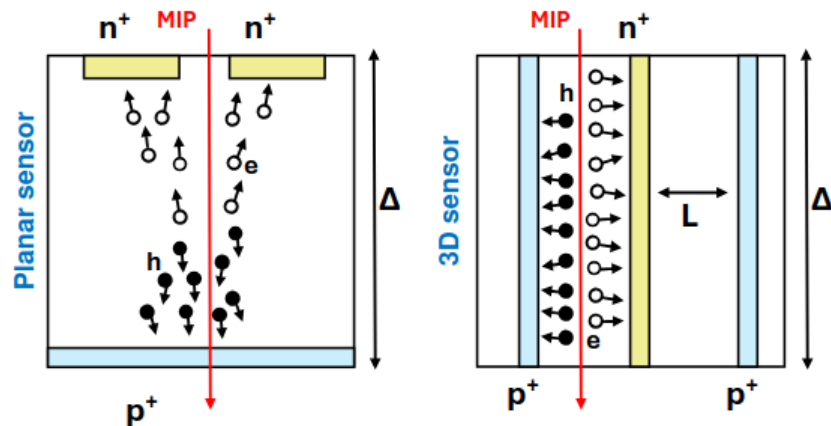 MIP
n+ n+
Planar sensor
e
h
Δ
p+
MIP
n+
3D sensor
h
L
Δ
e
p+ p+